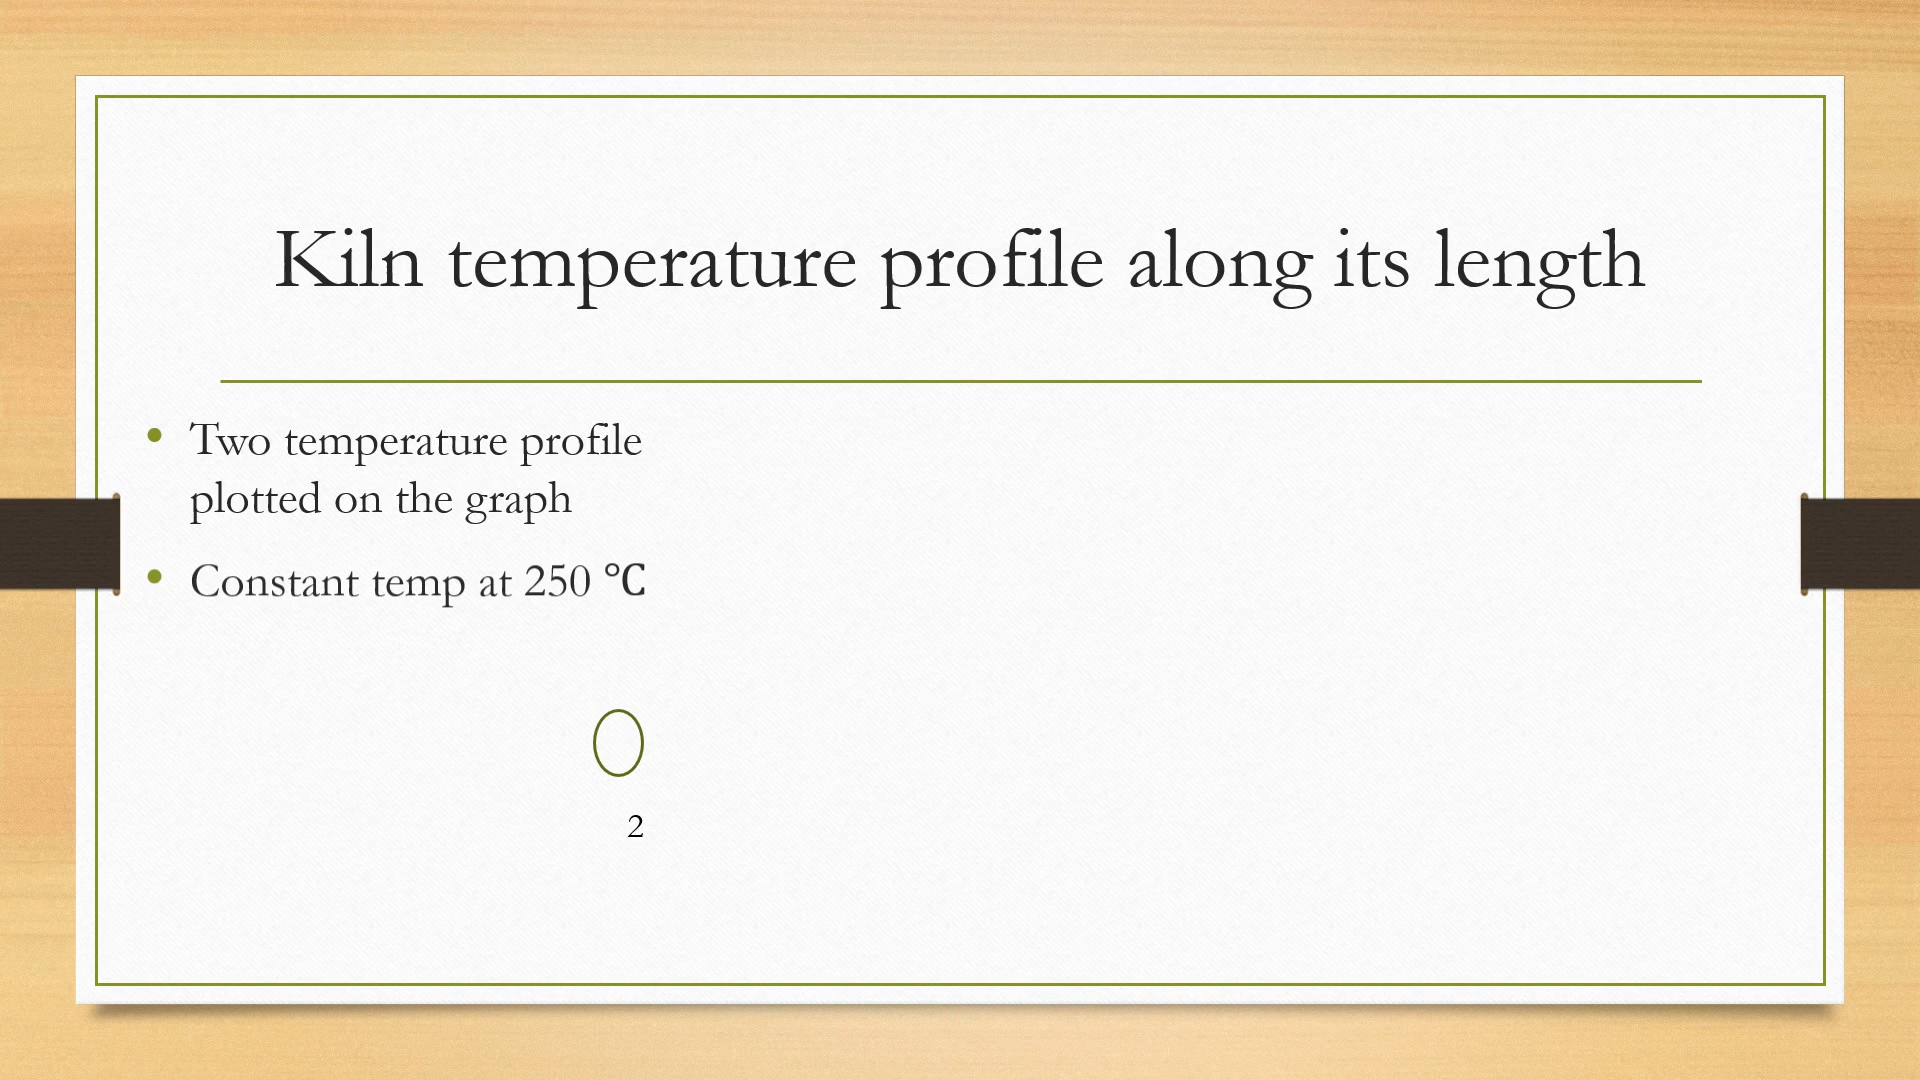 Kiln temperature profile along its length
• Two temperature profile
plotted on the graph
• Constant temp at 250 ℃
2